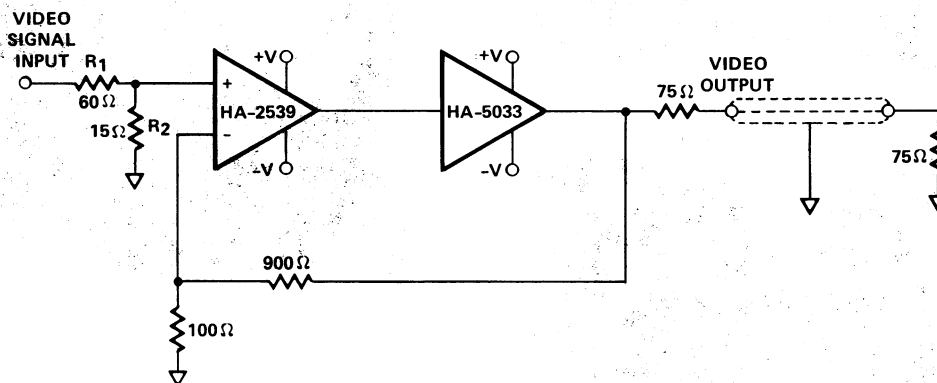 VIDEO
SIGNAL
INPUT
R1
60Ω
15Ω R2
+
−
HA-2539
+V
−V
HA-5033
+V
−V
75Ω
VIDEO
OUTPUT
75Ω
900Ω
100Ω